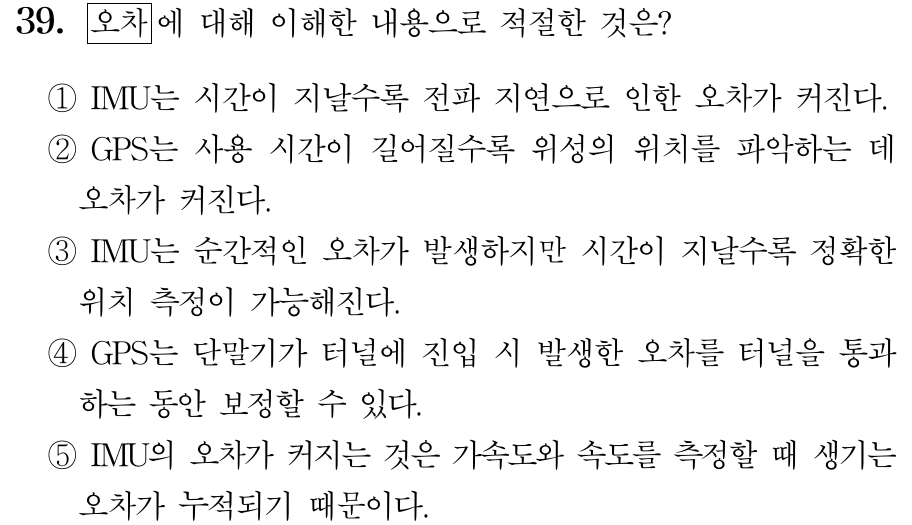 39. 오차에 대해 이해한 내용으로 적절한 것은?
① IMU는 시간이 지날수록 전파 지연으로 인한 오차가 커진다.
② GPS는 사용 시간이 길어질수록 위성의 위치를 파악하는 데
오차가 커진다.
③ IMU는 순간적인 오차가 발생하지만 시간이 지날수록 정확한
위치 측정이 가능해진다.
④ GPS는 단말기가 터널에 진입 시 발생한 오차를 터널을 통과
하는 동안 보정할 수 있다.
⑤ IMU의 오차가 커지는 것은 가속도와 속도를 측정할 때 생기는
오차가 누적되기 때문이다.